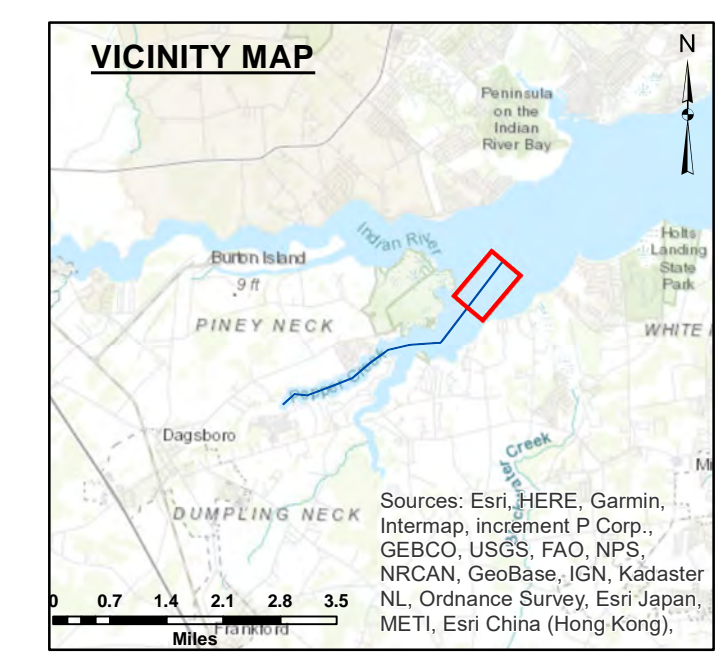 VICINITY MAP
N
Peninsula
on the
Indian
River Bay
Indian River
Holts
Landing
State
Park
Burton Island
9 ft
PINEY NECK
WHITE
Pepper Creek
Dagsboro
Creek
DUMPLING NECK
Sources: Esri, HERE, Garmin,
Intermap, increment P Corp.,
GEBCO, USGS, FAO, NPS,
NRCAN, GeoBase, IGN, Kadaster
NL, Ordnance Survey, Esri Japan,
METI, Esri China (Hong Kong),
0 0.7 1.4 2.1 2.8 3.5
Miles
Frankford